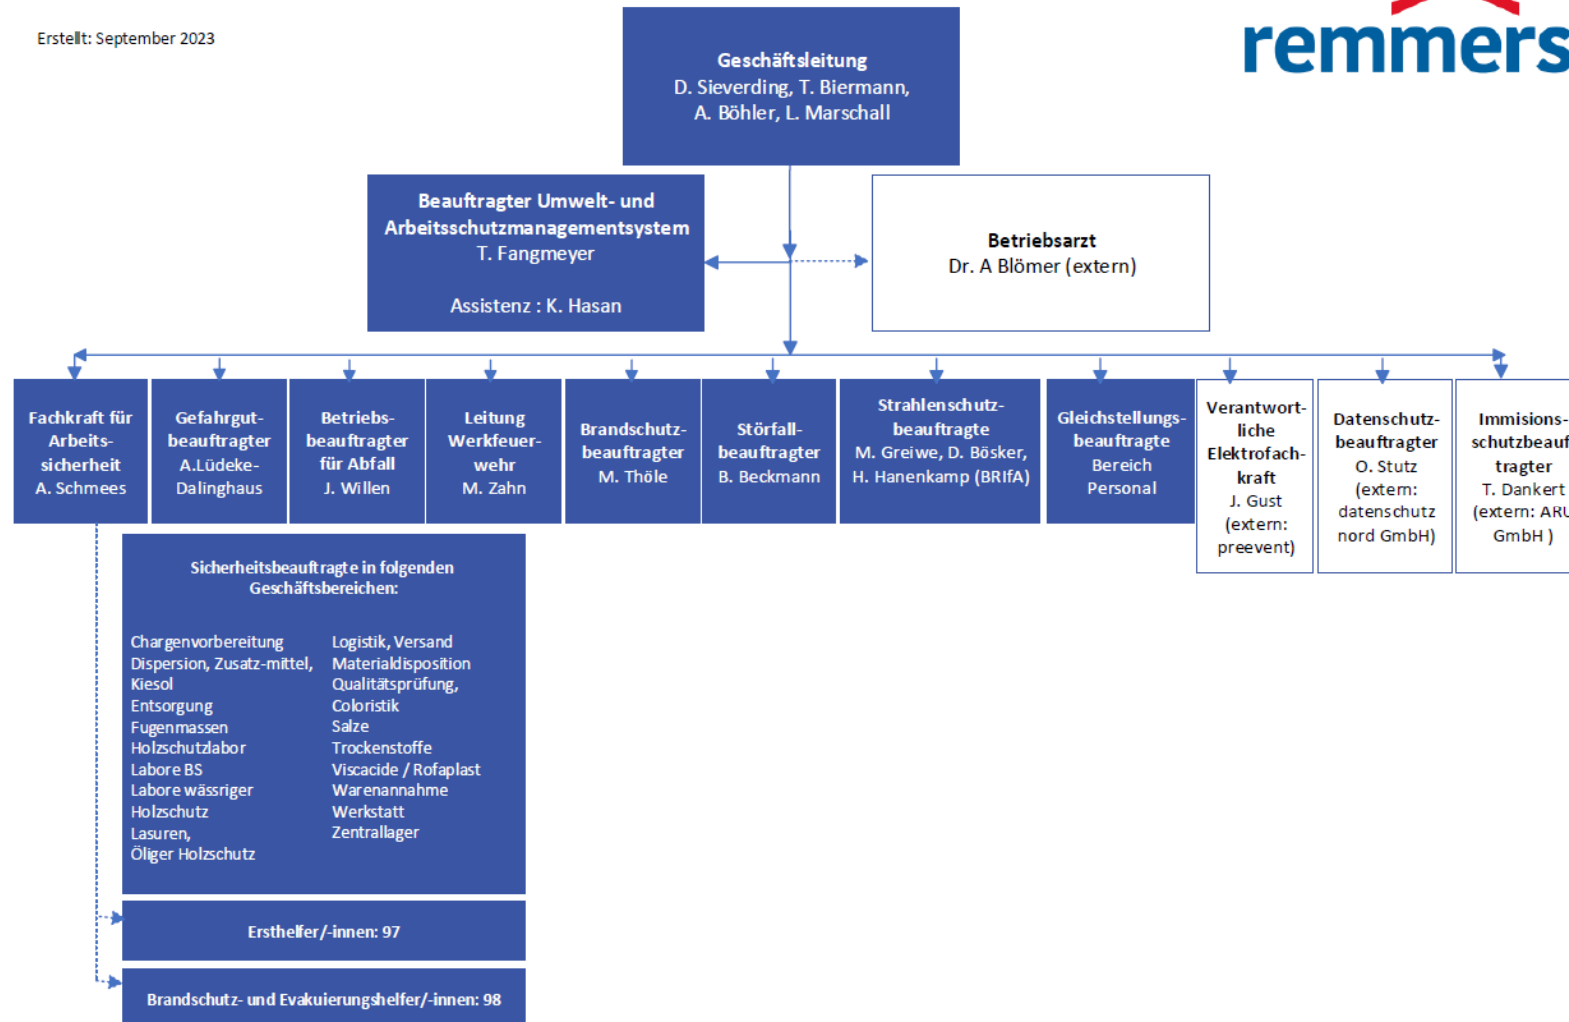 Erstellt: September 2023
remmers
Geschäftsleitung
D. Sieverding, T. Biermann,
A. Böhler, L. Marschall
Beauftragter Umwelt- und
Arbeitsschutzmanagementsystem
T. Fangmeyer
Assistenz : K. Hasan
Betriebsarzt
Dr. A Blömer (extern)
Fachkraft für
Arbeits-
sicherheit
A. Schmees
Gefahrgut-
beauftragter
A.Lüdeke-
Dalinghaus
Betriebs-
beauftragter
für Abfall
J. Willen
Leitung
Werkfeuer-
wehr
M. Zahn
Brandschutz-
beauftragter
M. Thöle
Störfall-
beauftragter
B. Beckmann
Strahlenschutz-
beauftragte
M. Greiwe, D. Bösker,
H. Hanenkamp (BRIfA)
Gleichstellungs-
beauftragte
Bereich
Personal
Verantwort-
liche
Elektrofach-
kraft
J. Gust
(extern:
preevent)
Datenschutz-
beauftragter
O. Stutz
(extern:
datenschutz
nord GmbH)
Immisions-
schutzbeauf
tragter
T. Dankert
(extern: ARU
GmbH )
Sicherheitsbeauftragte in folgenden
Geschäftsbereichen:
Chargenvorbereitung
Dispersion, Zusatz-mittel,
Kiesol
Entsorgung
Fugenmassen
Holzschutzlabor
Labore BS
Labore wässriger
Holzschutz
Lasuren,
Öliger Holzschutz
Logistik, Versand
Materialdisposition
Qualitätsprüfung,
Coloristik
Salze
Trockenstoffe
Viscacide / Rofaplast
Warenannahme
Werkstatt
Zentrallager
Ersthelfer/-innen: 97
Brandschutz- und Evakuierungshelfer/-innen: 98